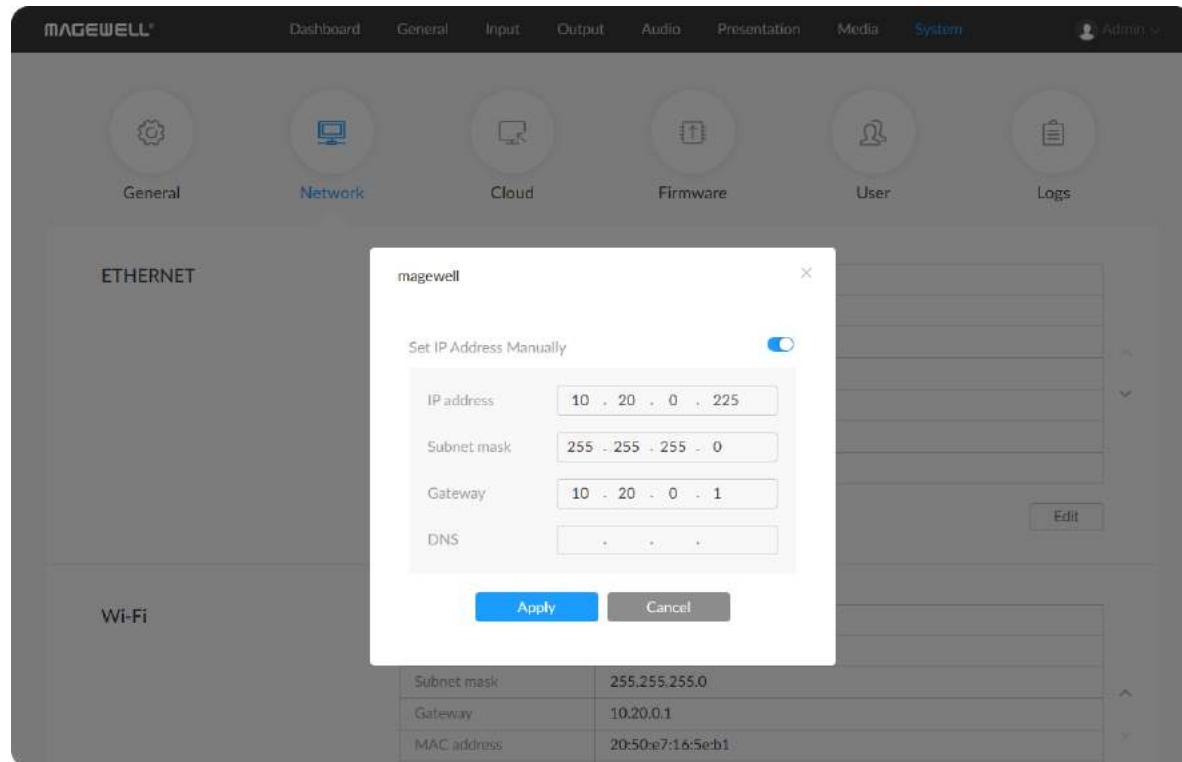 MAGEWELL®
Dashboard General Input Output Audio Presentation Media System Admin
General Network Cloud Firmware User Logs
ETHERNET
magewell
Set IP Address Manually
IP address 10 . 20 . 0 . 225
Subnet mask 255 . 255 . 255 . 0
Gateway 10 . 20 . 0 . 1
DNS . . .
Edit
Apply Cancel
Wi-Fi
Subnet mask 255.255.255.0
Gateway 10.20.0.1
MAC address 20:50:e7:16:5e:b1